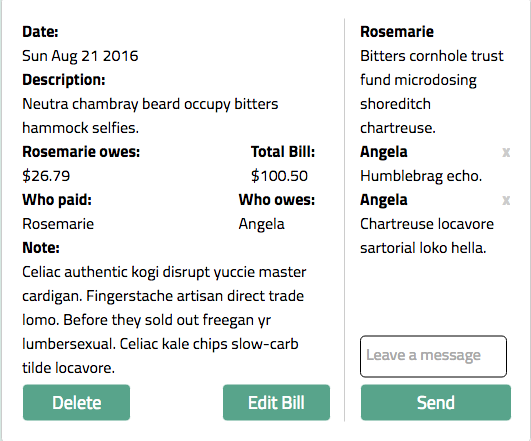 Date:
Sun Aug 21 2016
Description:
Neutra chambray beard occupy bitters
hammock selfies.
Rosemarie owes: Total Bill:
$26.79 $100.50
Who paid: Who owes:
Rosemarie Angela
Note:
Celiac authentic kogi disrupt yuccie master
cardigan. Fingerstache artisan direct trade
lomo. Before they sold out freegan yr
lumbersexual. Celiac kale chips slow-carb
tilde locavore.
Delete Edit Bill
Rosemarie
Bitters cornhole trust
fund microdosing
shoreditch
chartreuse.
Angela x
Humblebrag echo.
Angela x
Chartreuse locavore
sartorial loko hella.
Leave a message
Send